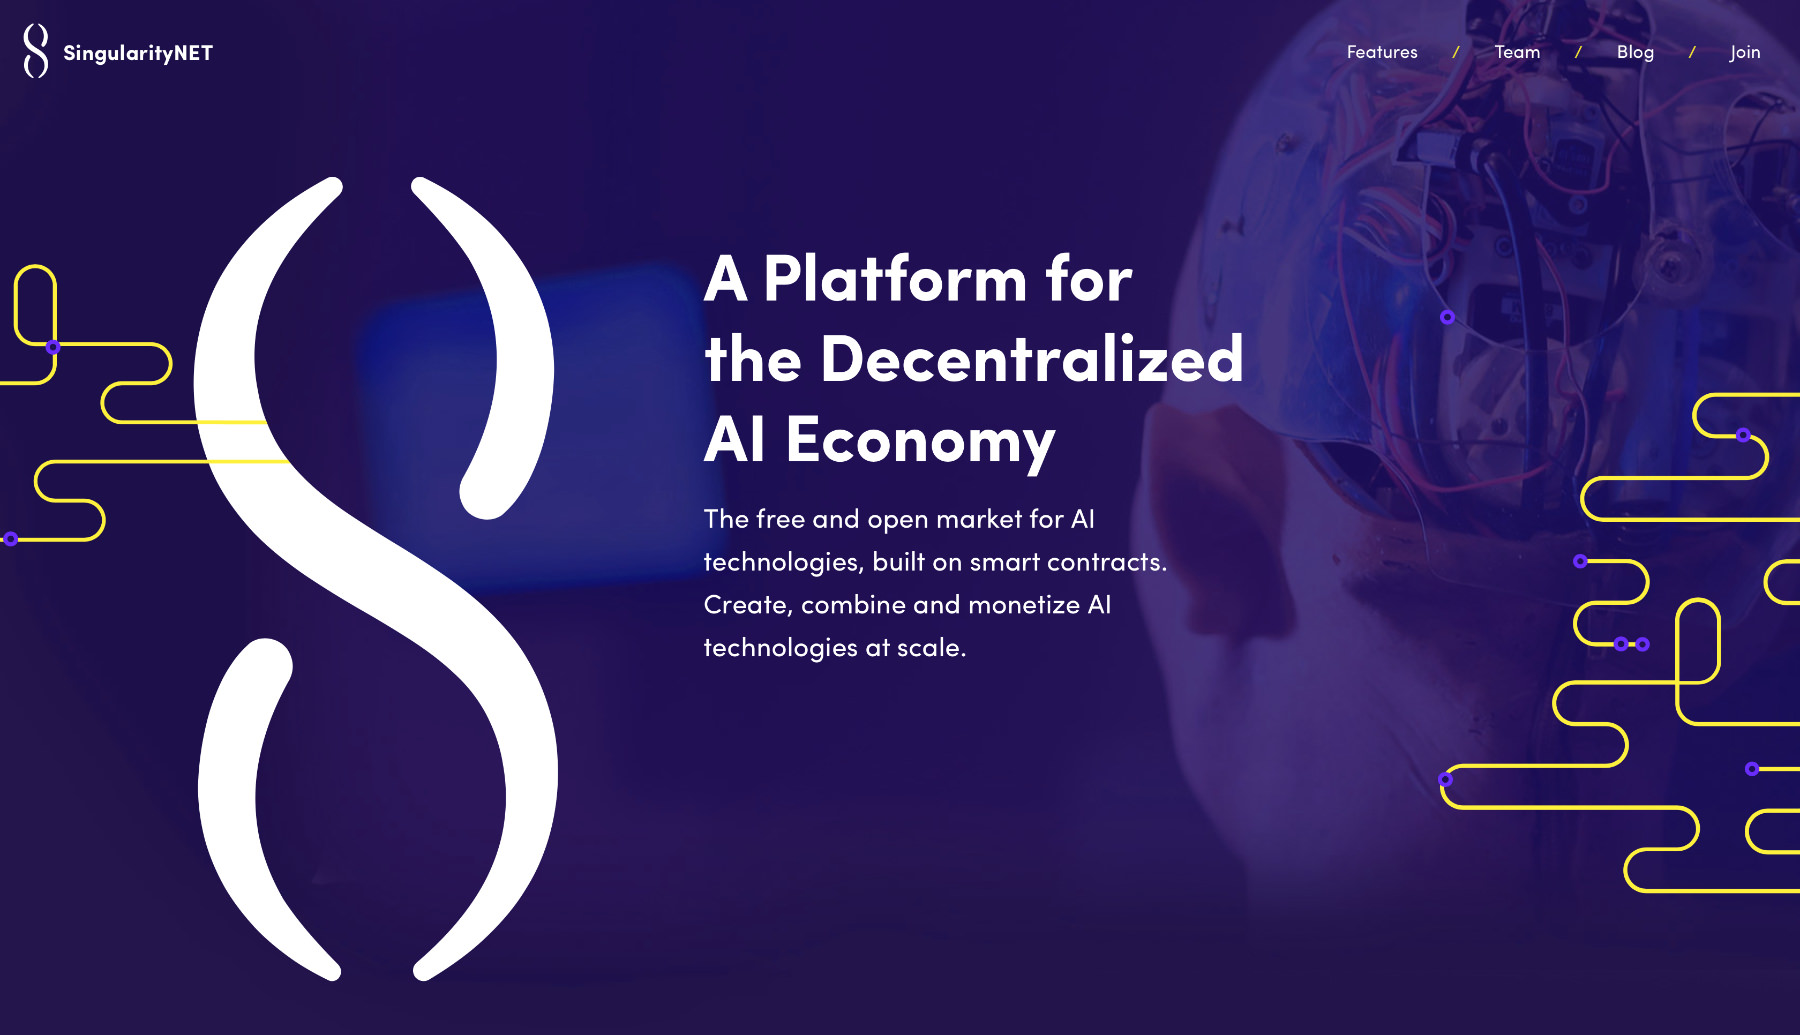 SingularityNET
Features / Team / Blog / Join
A Platform for
the Decentralized
AI Economy
The free and open market for AI
technologies, built on smart contracts.
Create, combine and monetize AI
technologies at scale.